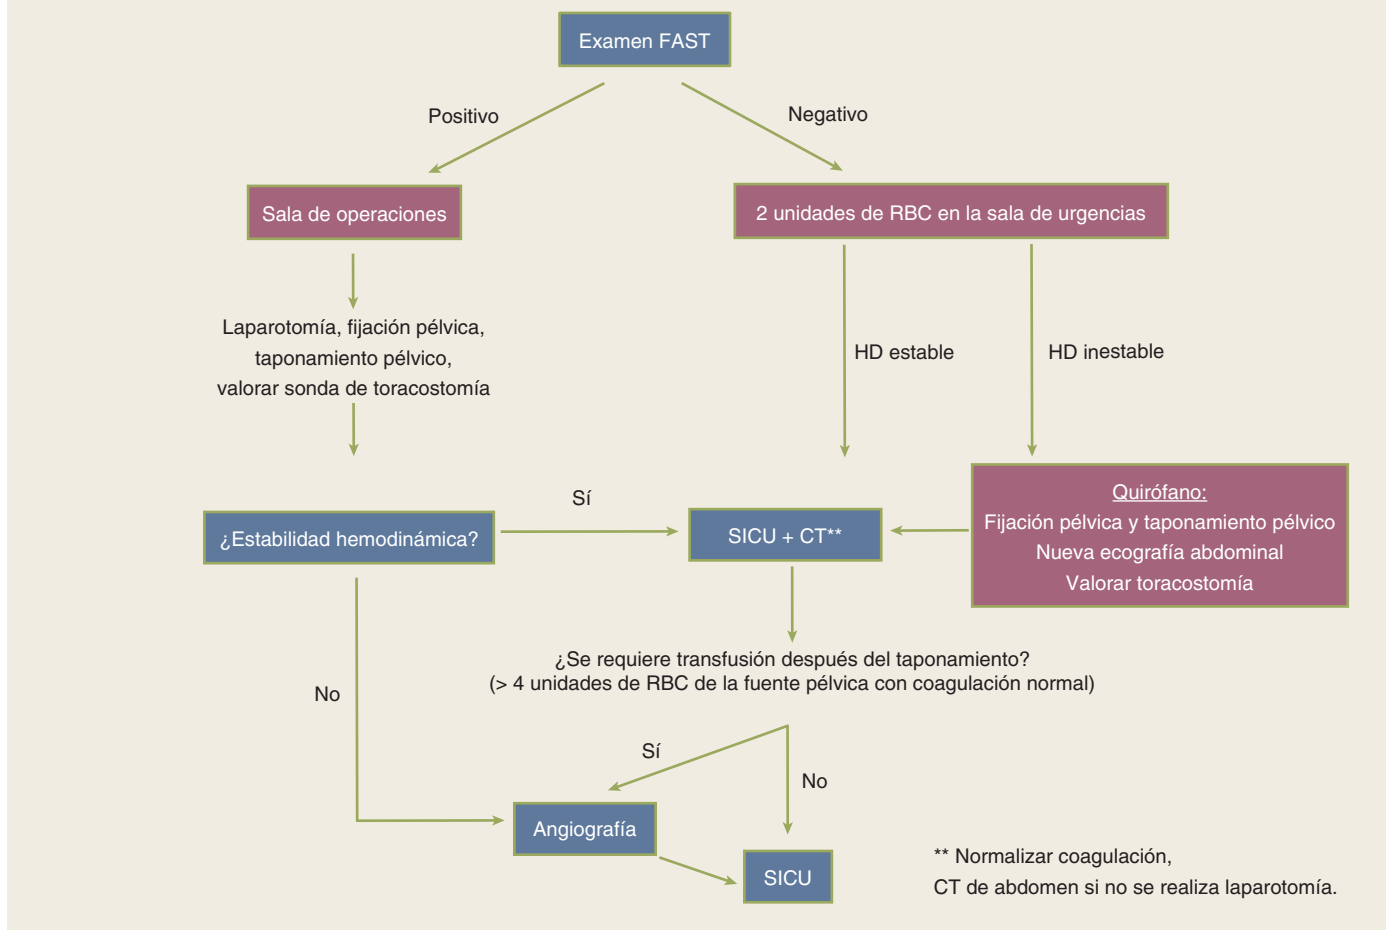 Examen FAST
Positivo
Negativo
Sala de operaciones
2 unidades de RBC en la sala de urgencias
Laparotomía, fijación pélvica,
taponamiento pélvico,
valorar sonda de toracostomía
HD estable
HD inestable
¿Estabilidad hemodinámica?
Sí
SICU + CT**
Quirófano:
Fijación pélvica y taponamiento pélvico
Nueva ecografía abdominal
Valorar toracostomía
No
¿Se requiere transfusión después del taponamiento?
(> 4 unidades de RBC de la fuente pélvica con coagulación normal)
Sí
No
Angiografía
SICU
** Normalizar coagulación,
CT de abdomen si no se realiza laparotomía.